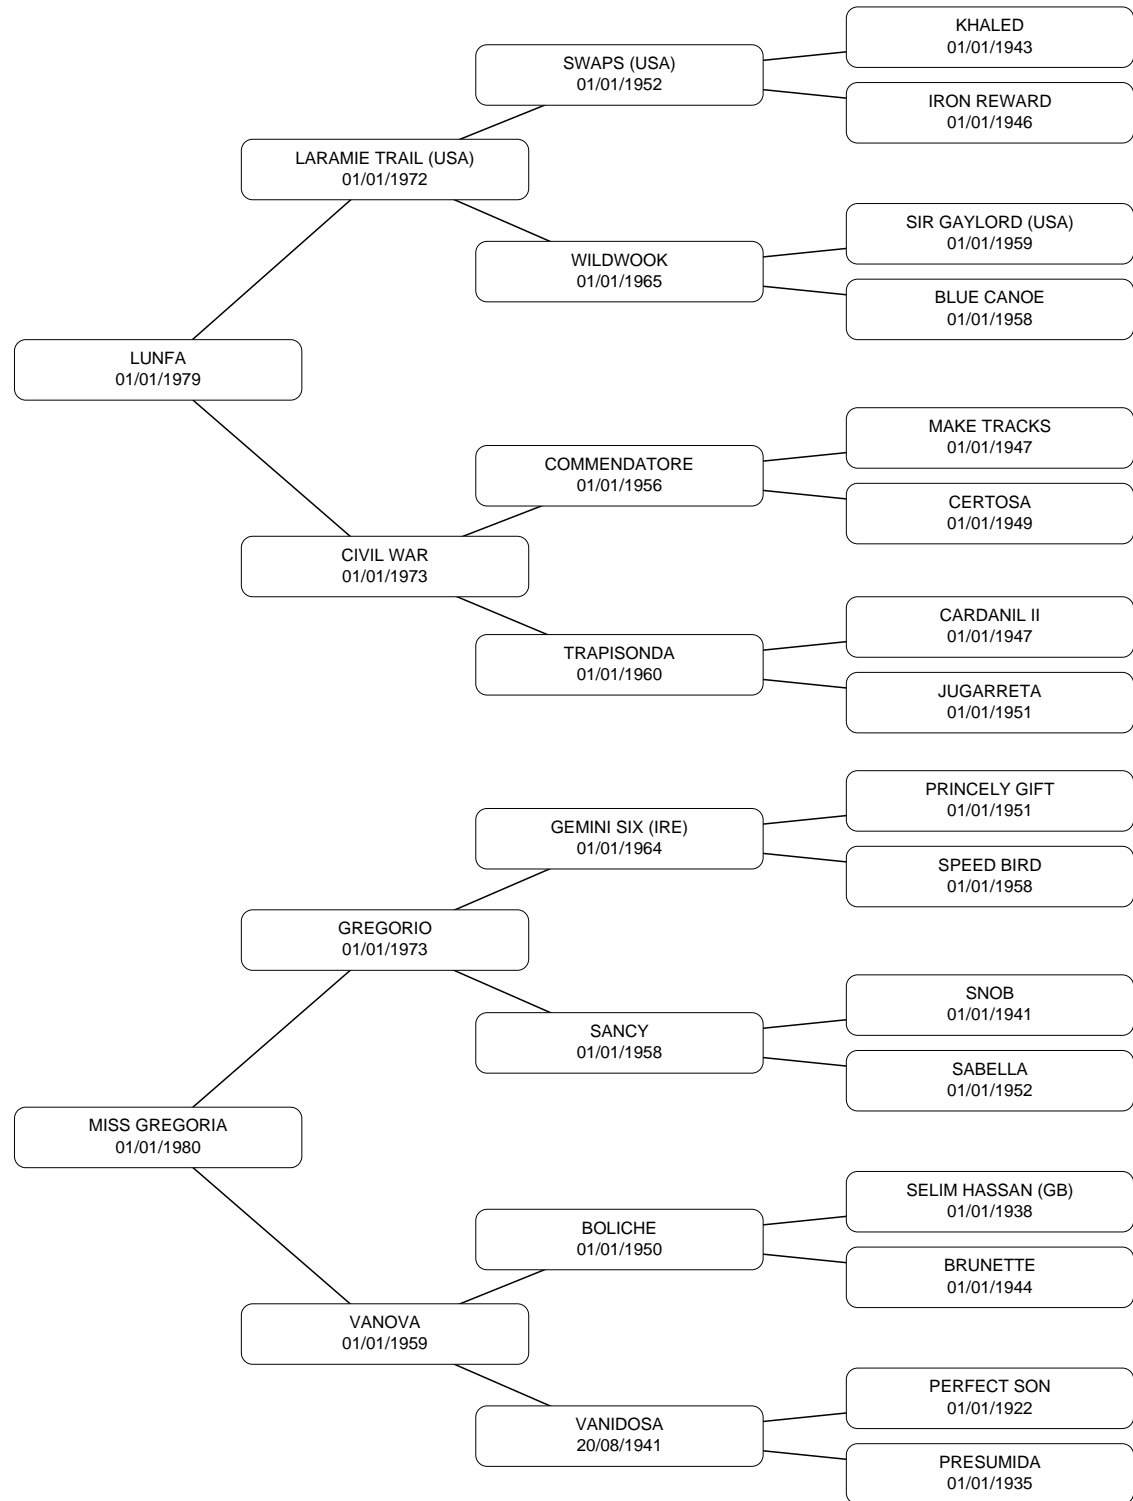 KHALED
01/01/1943
SWAPS (USA)
01/01/1952
IRON REWARD
01/01/1946
LARAMIE TRAIL (USA)
01/01/1972
SIR GAYLORD (USA)
01/01/1959
WILDWOOK
01/01/1965
BLUE CANOE
01/01/1958
LUNFA
01/01/1979
MAKE TRACKS
01/01/1947
COMMENDATORE
01/01/1956
CERTOSA
01/01/1949
CIVIL WAR
01/01/1973
CARDANIL II
01/01/1947
TRAPISONDA
01/01/1960
JUGARRETA
01/01/1951
PRINCELY GIFT
01/01/1951
GEMINI SIX (IRE)
01/01/1964
SPEED BIRD
01/01/1958
GREGORIO
01/01/1973
SNOB
01/01/1941
SANCY
01/01/1958
SABELLA
01/01/1952
MISS GREGORIA
01/01/1980
SELIM HASSAN (GB)
01/01/1938
BOLICHE
01/01/1950
BRUNETTE
01/01/1944
VANOVA
01/01/1959
PERFECT SON
01/01/1922
VANIDOSA
20/08/1941
PRESUMIDA
01/01/1935